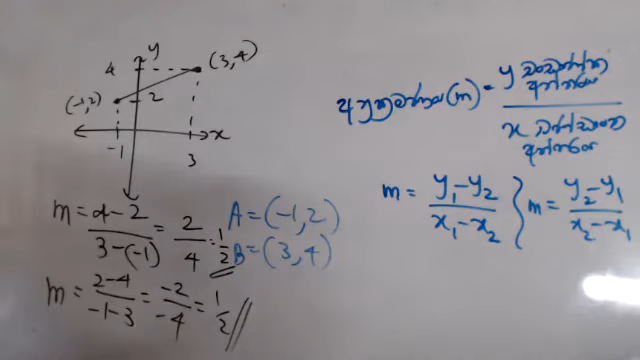 y
4
(3,4)
(-1,2)
2
x
-1
3
අනුක්‍රමණය(m) = y ඛණ්ඩාංක අන්තරය / x ඛණ්ඩාංක අන්තරය
m = y₁-y₂ / x₁-x₂ } m = y₂-y₁ / x₂-x₁
m = 4-2 / 3-(-1) = 2/4 = 1/2
A = (-1,2)
B = (3,4)
m = 2-4 / -1-3 = -2/-4 = 1/2 //